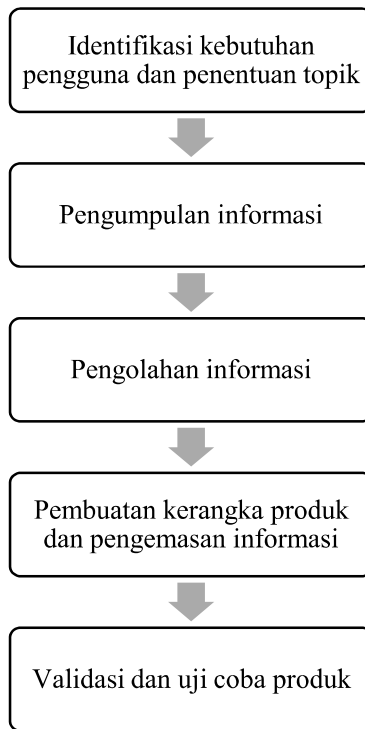 Identifikasi kebutuhan
pengguna dan penentuan topik
Pengumpulan informasi
Pengolahan informasi
Pembuatan kerangka produk
dan pengemasan informasi
Validasi dan uji coba produk